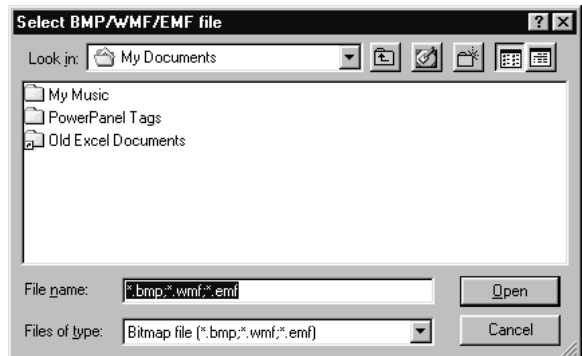 Select BMP/WMF/EMF file
Look in: My Documents
My Music
PowerPanel Tags
Old Excel Documents
File name: *.bmp;*.wmf;*.emf Open
Files of type: Bitmap file (*.bmp;*.wmf;*.emf) Cancel